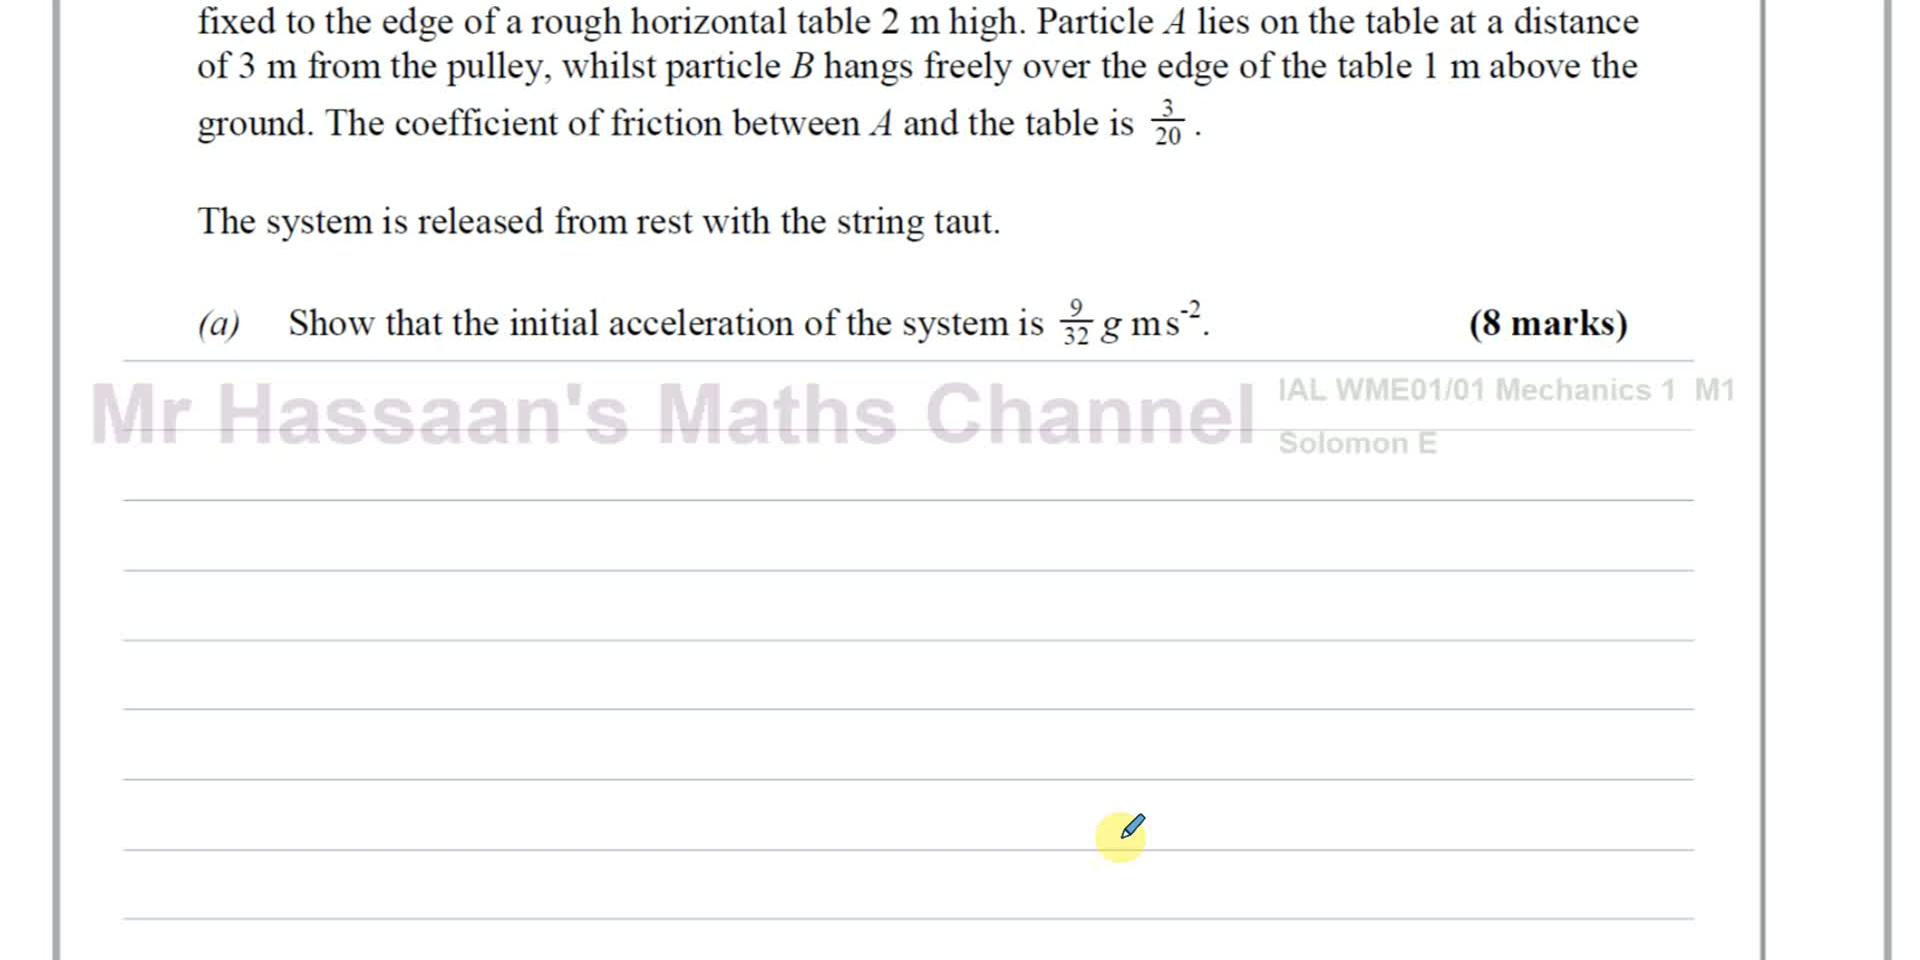 fixed to the edge of a rough horizontal table 2 m high. Particle A lies on the table at a distance
of 3 m from the pulley, whilst particle B hangs freely over the edge of the table 1 m above the
ground. The coefficient of friction between A and the table is 3/20 .
The system is released from rest with the string taut.
(a) Show that the initial acceleration of the system is 9/32 g m s⁻². (8 marks)
Mr Hassaan's Maths Channel
IAL WME01/01 Mechanics 1 M1
Solomon E